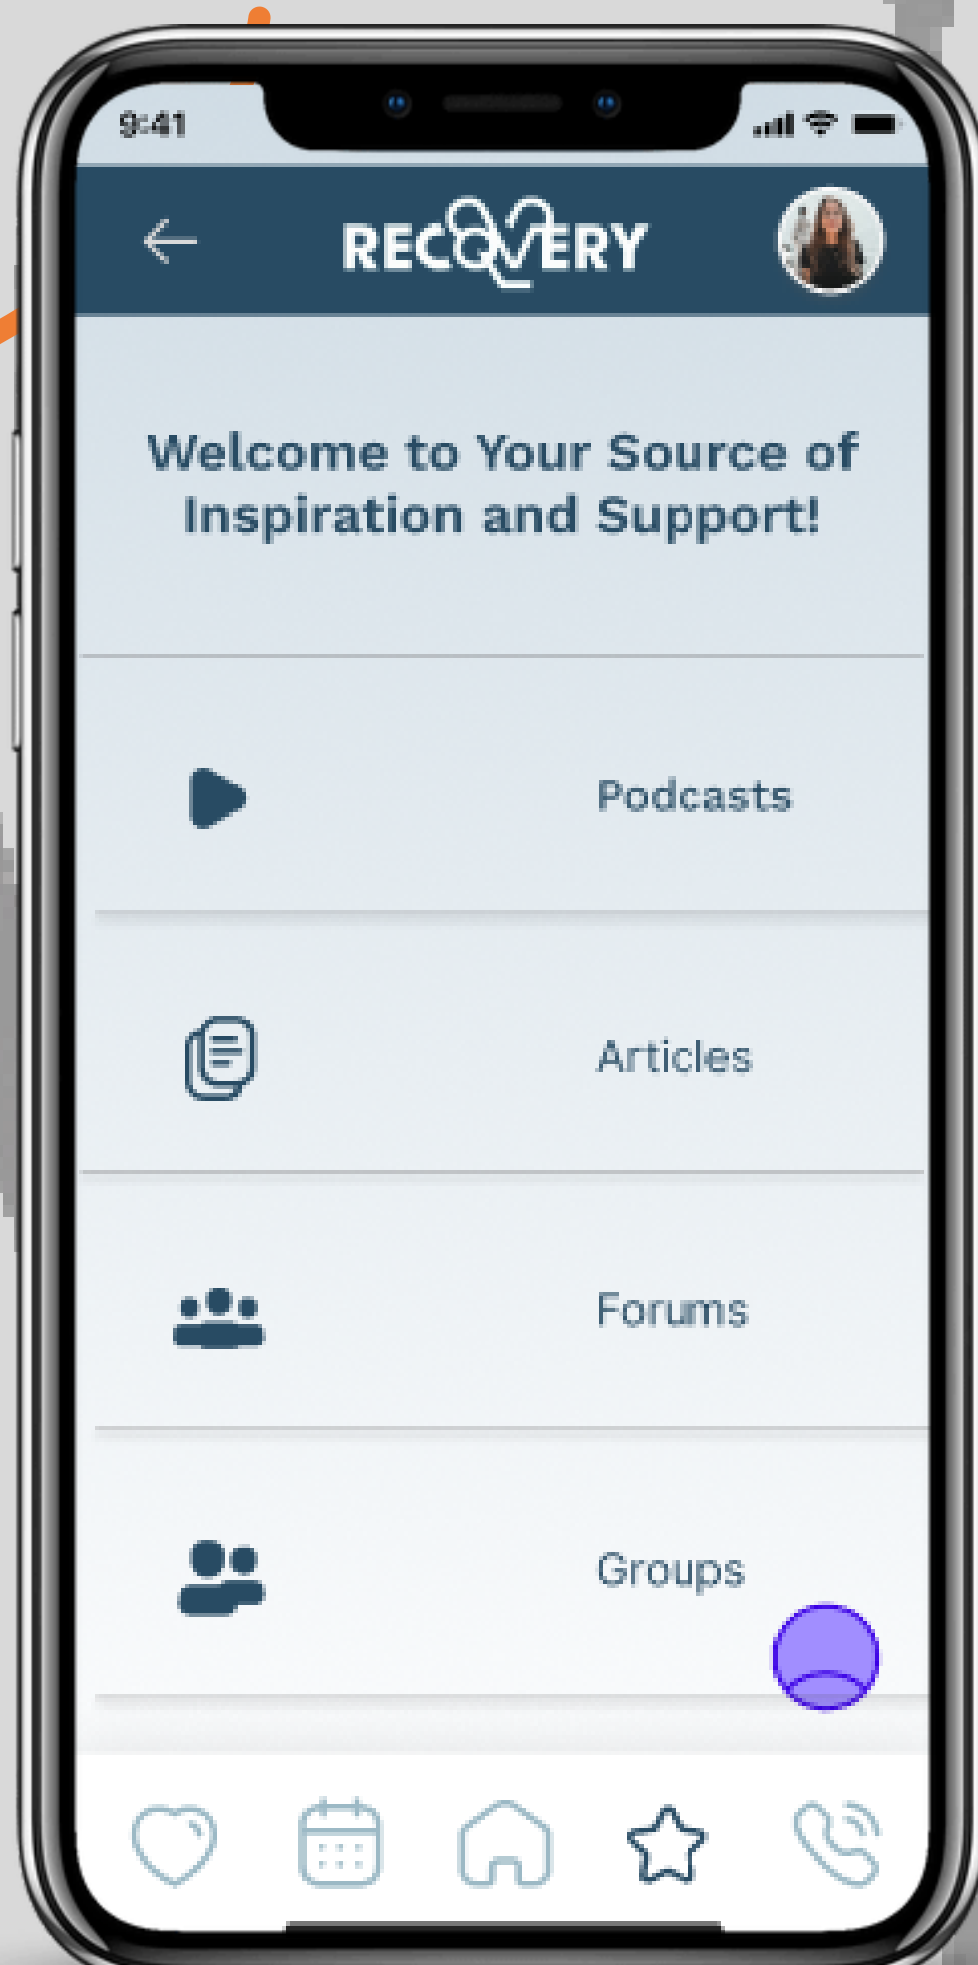 9:41
RECOVERY
Welcome to Your Source of
Inspiration and Support!
Podcasts
Articles
Forums
Groups